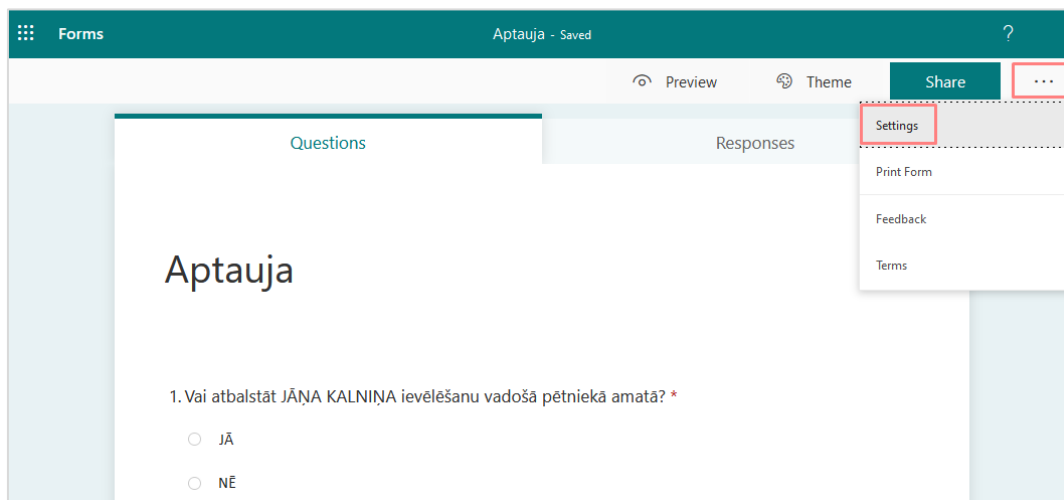 Forms
Aptauja - Saved
?
Preview
Theme
Share
...
Settings
Print Form
Feedback
Terms
Questions
Responses
Aptauja
1. Vai atbalstāt JĀŅA KALNIŅA ievēlēšanu vadošā pētniekā amatā? *
JĀ
NĒ